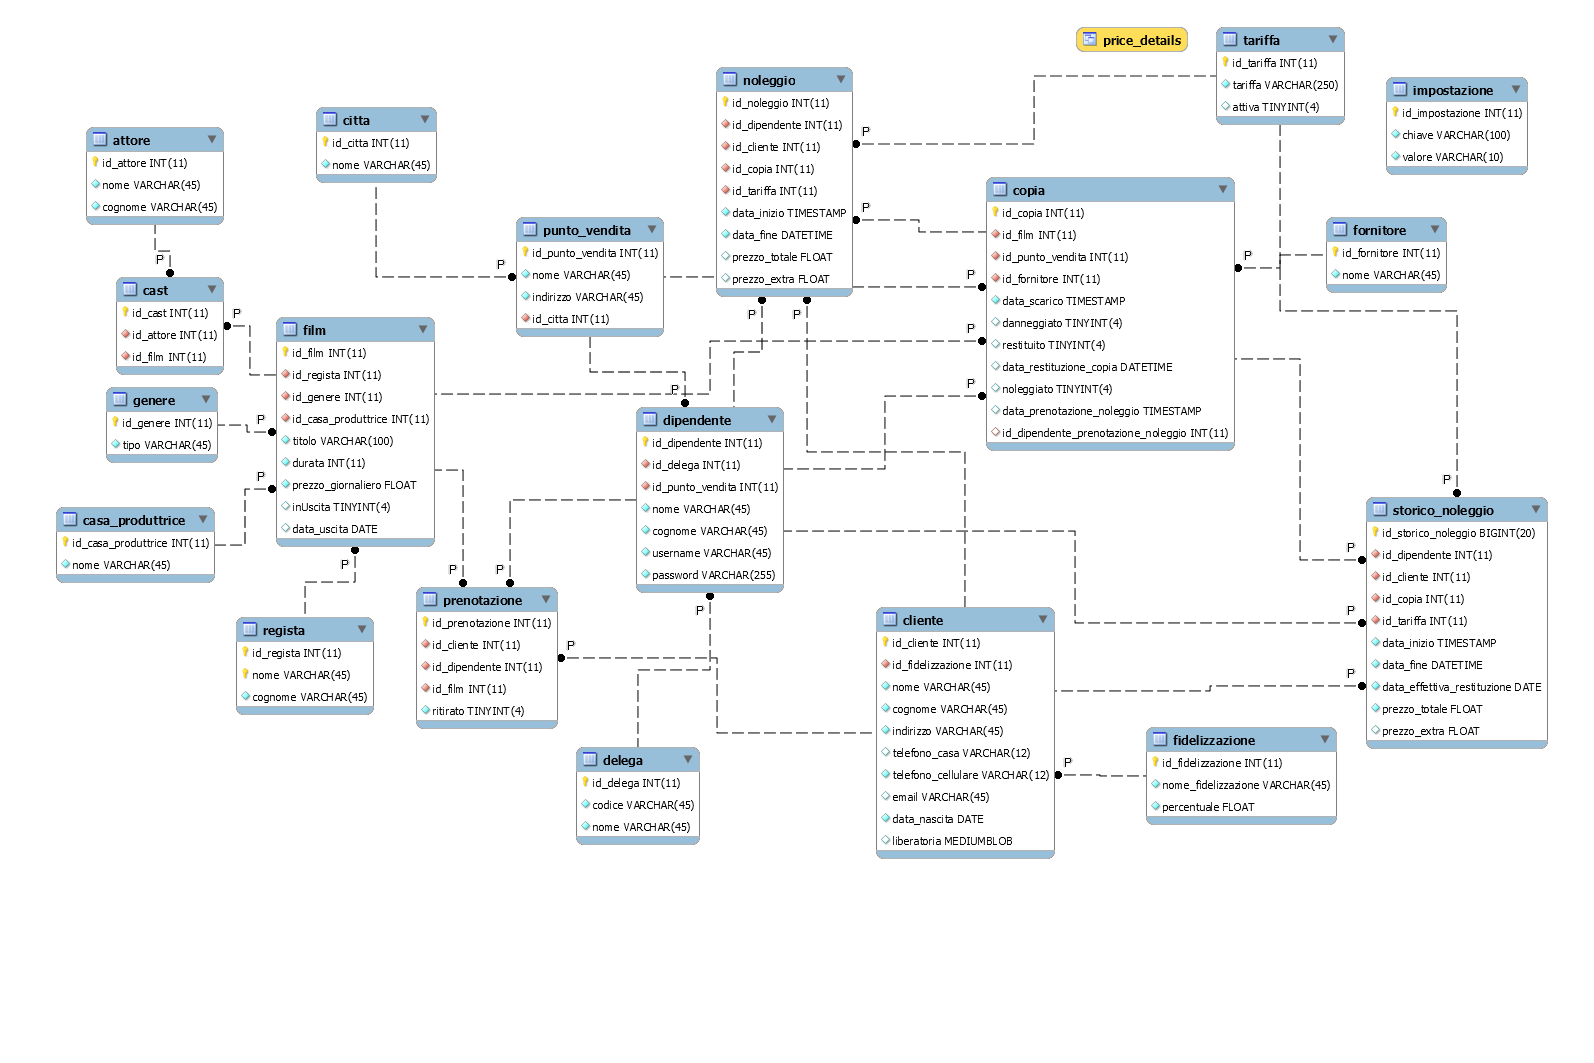 price_details
tariffa
id_tariffa INT(11)
tariffa VARCHAR(250)
attiva TINYINT(4)
noleggio
id_noleggio INT(11)
id_dipendente INT(11)
id_cliente INT(11)
id_copia INT(11)
id_tariffa INT(11)
data_inizio TIMESTAMP
data_fine DATETIME
prezzo_totale FLOAT
prezzo_extra FLOAT
impostazione
id_impostazione INT(11)
chiave VARCHAR(100)
valore VARCHAR(10)
citta
id_citta INT(11)
nome VARCHAR(45)
attore
id_attore INT(11)
nome VARCHAR(45)
cognome VARCHAR(45)
P
P
copia
id_copia INT(11)
id_film INT(11)
id_punto_vendita INT(11)
id_fornitore INT(11)
data_scarico TIMESTAMP
danneggiato TINYINT(4)
restituito TINYINT(4)
data_restituzione_copia DATETIME
noleggiato TINYINT(4)
data_prenotazione_noleggio TIMESTAMP
id_dipendente_prenotazione_noleggio INT(11)
punto_vendita
id_punto_vendita INT(11)
nome VARCHAR(45)
indirizzo VARCHAR(45)
id_citta INT(11)
fornitore
id_fornitore INT(11)
nome VARCHAR(45)
P
P
P
P
P
P
P
P
cast
id_cast INT(11)
id_attore INT(11)
id_film INT(11)
P
film
id_film INT(11)
id_regista INT(11)
id_genere INT(11)
id_casa_produttrice INT(11)
titolo VARCHAR(100)
durata INT(11)
prezzo_giornaliero FLOAT
inUscita TINYINT(4)
data_uscita DATE
P
genere
id_genere INT(11)
tipo VARCHAR(45)
P
dipendente
id_dipendente INT(11)
id_delega INT(11)
id_punto_vendita INT(11)
nome VARCHAR(45)
cognome VARCHAR(45)
username VARCHAR(45)
password VARCHAR(255)
P
P
storico_noleggio
id_storico_noleggio BIGINT(20)
id_dipendente INT(11)
id_cliente INT(11)
id_copia INT(11)
id_tariffa INT(11)
data_inizio TIMESTAMP
data_fine DATETIME
data_effettiva_restituzione DATE
prezzo_totale FLOAT
prezzo_extra FLOAT
casa_produttrice
id_casa_produttrice INT(11)
nome VARCHAR(45)
P
P
P
P
P
P
P
prenotazione
id_prenotazione INT(11)
id_cliente INT(11)
id_dipendente INT(11)
id_film INT(11)
ritirato TINYINT(4)
P
cliente
id_cliente INT(11)
id_fidelizzazione INT(11)
nome VARCHAR(45)
cognome VARCHAR(45)
indirizzo VARCHAR(45)
telefono_casa VARCHAR(12)
telefono_cellulare VARCHAR(12)
email VARCHAR(45)
data_nascita DATE
liberatoria MEDIUMBLOB
regista
id_regista INT(11)
nome VARCHAR(45)
cognome VARCHAR(45)
fidelizzazione
id_fidelizzazione INT(11)
nome_fidelizzazione VARCHAR(45)
percentuale FLOAT
P
delega
id_delega INT(11)
codice VARCHAR(45)
nome VARCHAR(45)